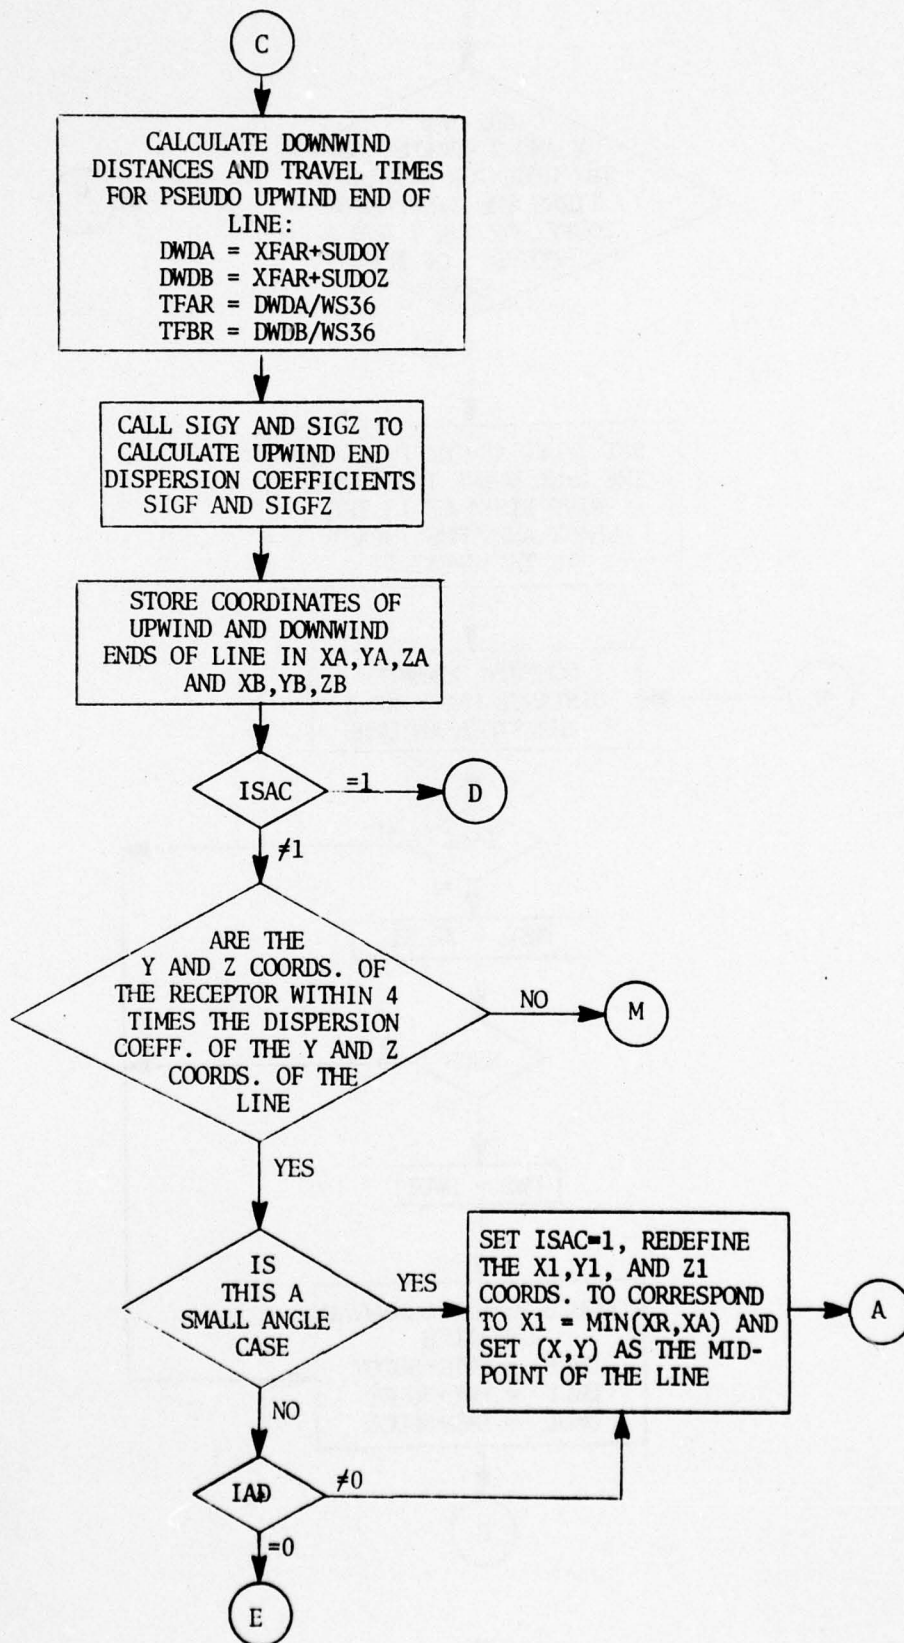 C
CALCULATE DOWNWIND
DISTANCES AND TRAVEL TIMES
FOR PSEUDO UPWIND END OF
LINE:
DWDA = XFAR+SUDOY
DWDB = XFAR+SUDOZ
TFAR = DWDA/WS36
TFBR = DWDB/WS36
CALL SIGY AND SIGZ TO
CALCULATE UPWIND END
DISPERSION COEFFICIENTS
SIGF AND SIGFZ
STORE COORDINATES OF
UPWIND AND DOWNWIND
ENDS OF LINE IN XA,YA,ZA
AND XB,YB,ZB
ISAC
=1
D
≠1
ARE THE
Y AND Z COORDS. OF
THE RECEPTOR WITHIN 4
TIMES THE DISPERSION
COEFF. OF THE Y AND Z
COORDS. OF THE
LINE
NO
M
YES
IS
THIS A
SMALL ANGLE
CASE
YES
SET ISAC=1, REDEFINE
THE X1,Y1, AND Z1
COORDS. TO CORRESPOND
TO X1 = MIN(XR,XA) AND
SET (X,Y) AS THE MID-
POINT OF THE LINE
A
NO
IAD
≠0
=0
E